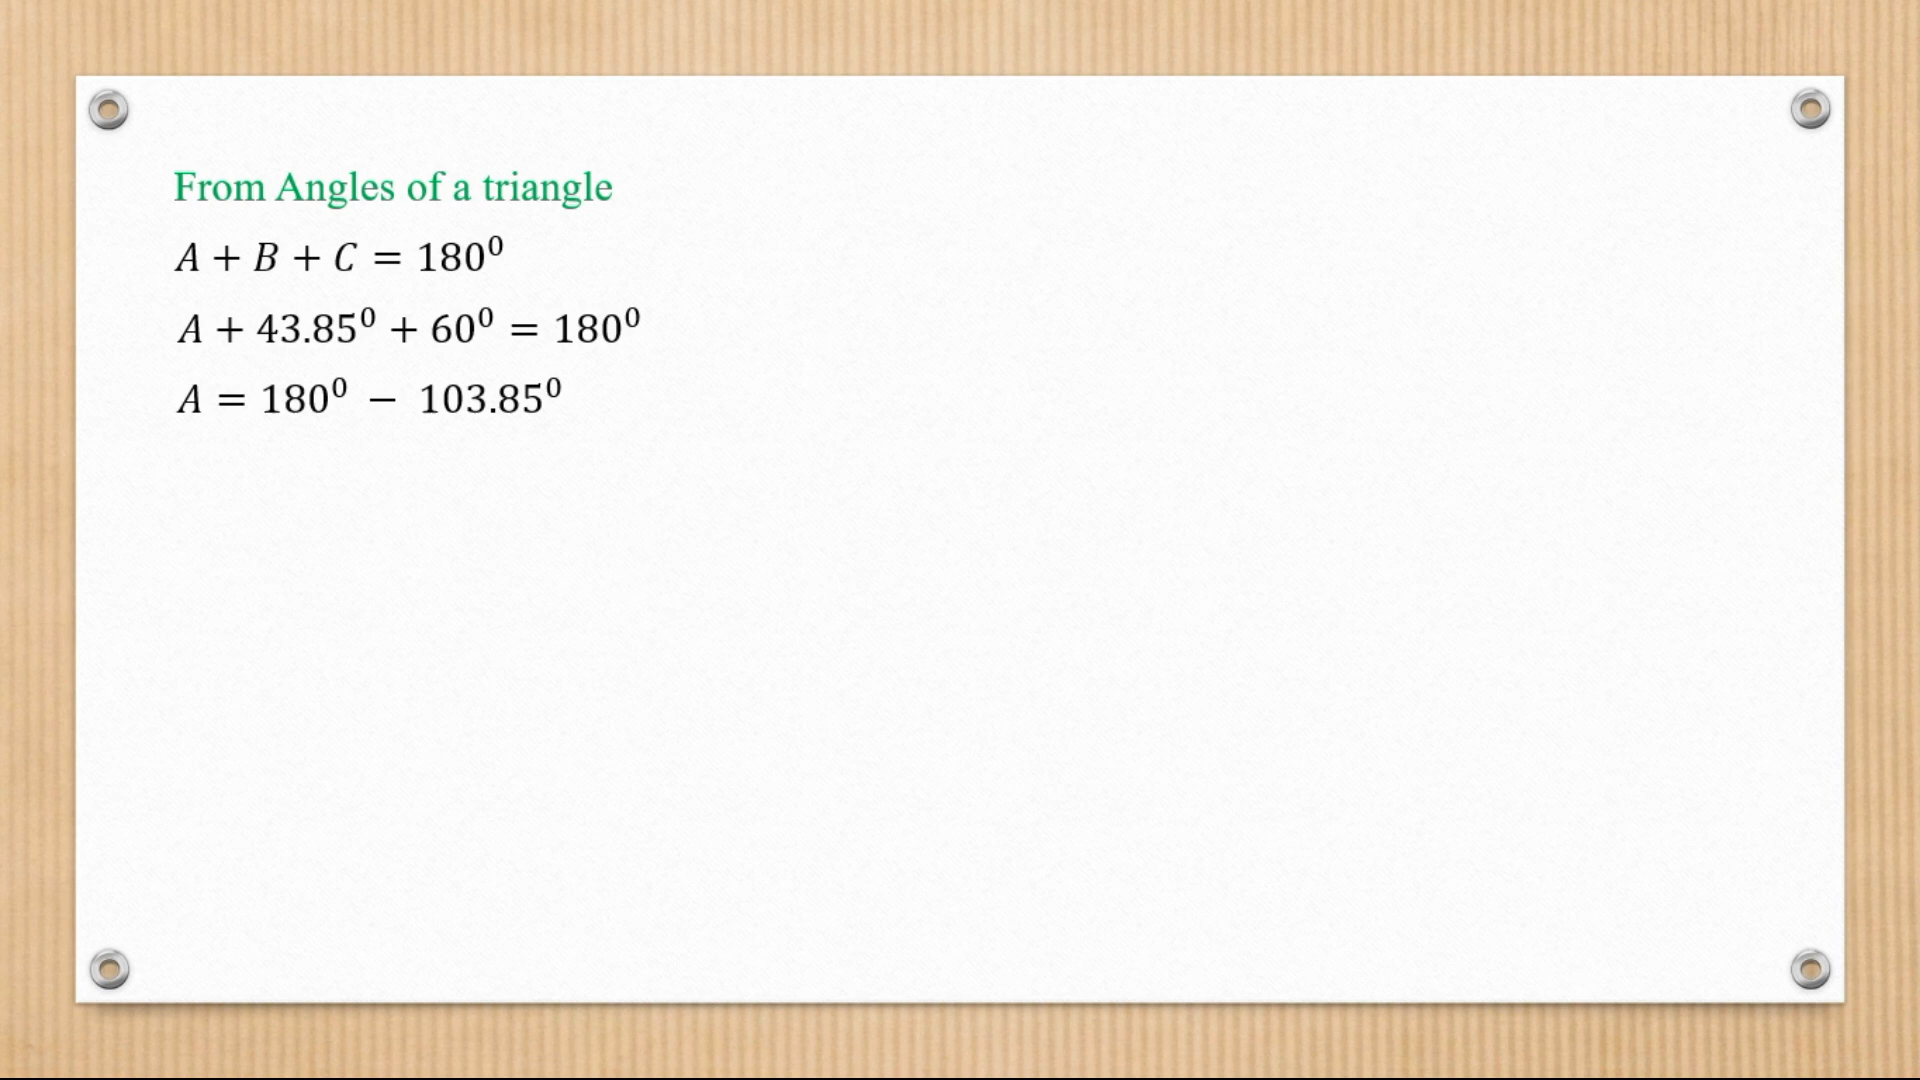 From Angles of a triangle
A + B + C = 180⁰
A + 43.85⁰ + 60⁰ = 180⁰
A = 180⁰ − 103.85⁰